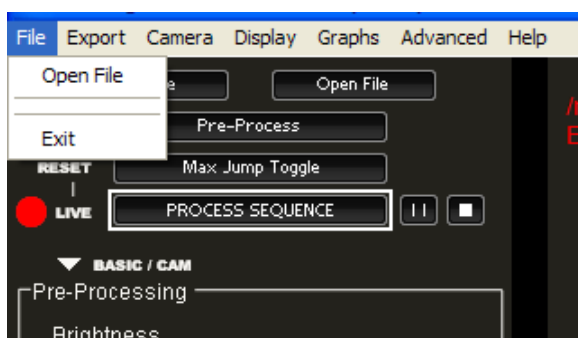 File Export Camera Display Graphs Advanced Help
Open File
Exit
Open File
Pre-Process
RESET Max Jump Toggle
LIVE PROCESS SEQUENCE
BASIC / CAM
Pre-Processing
Brightness